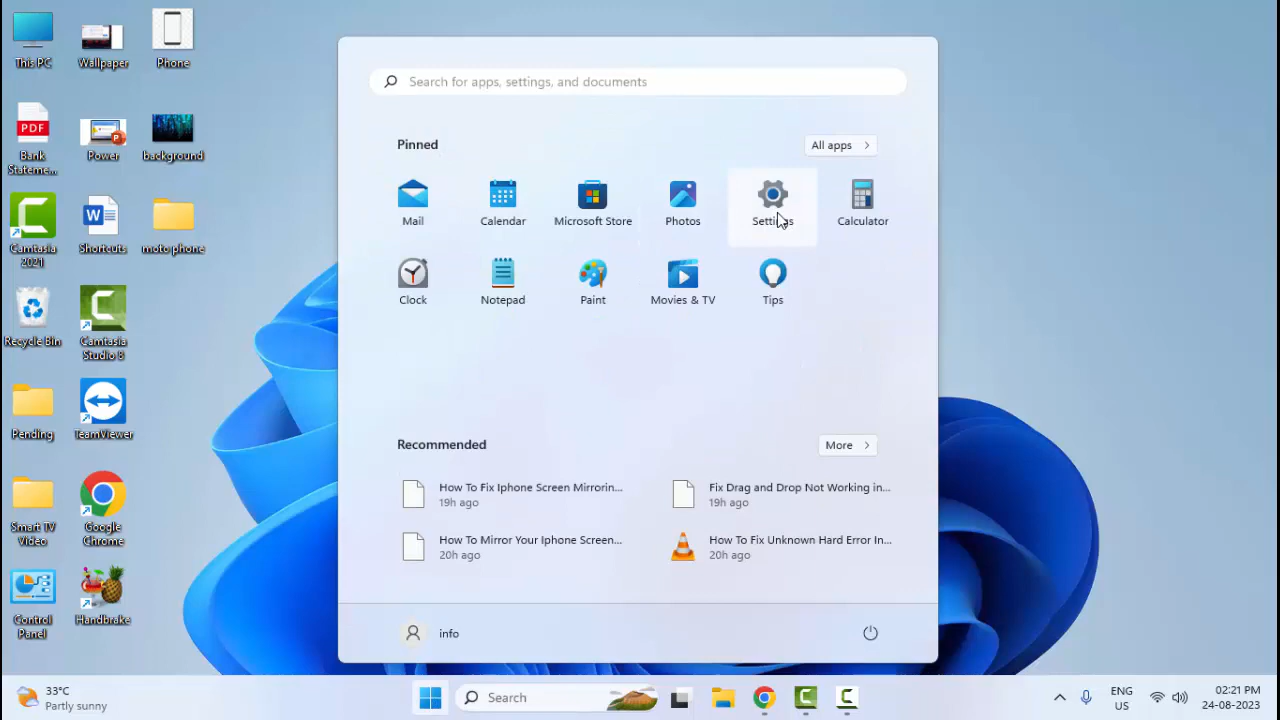 This PC
Wallpaper
Phone
PDF
Bank
Stateme...
Power
background
Camtasia
2021
Shortcuts
moto phone
Recycle Bin
Camtasia
Studio 8
Pending
TeamViewer
Smart TV
Video
Google
Chrome
Control
Panel
Handbrake
Search for apps, settings, and documents
Pinned
All apps
Mail
Calendar
Microsoft Store
Photos
Settings
Calculator
Clock
Notepad
Paint
Movies & TV
Tips
Recommended
More
How To Fix Iphone Screen Mirrorin...
19h ago
Fix Drag and Drop Not Working in...
19h ago
How To Mirror Your Iphone Screen...
20h ago
How To Fix Unknown Hard Error In...
20h ago
info
33°C
Partly sunny
Search
ENG
US
02:21 PM
24-08-2023